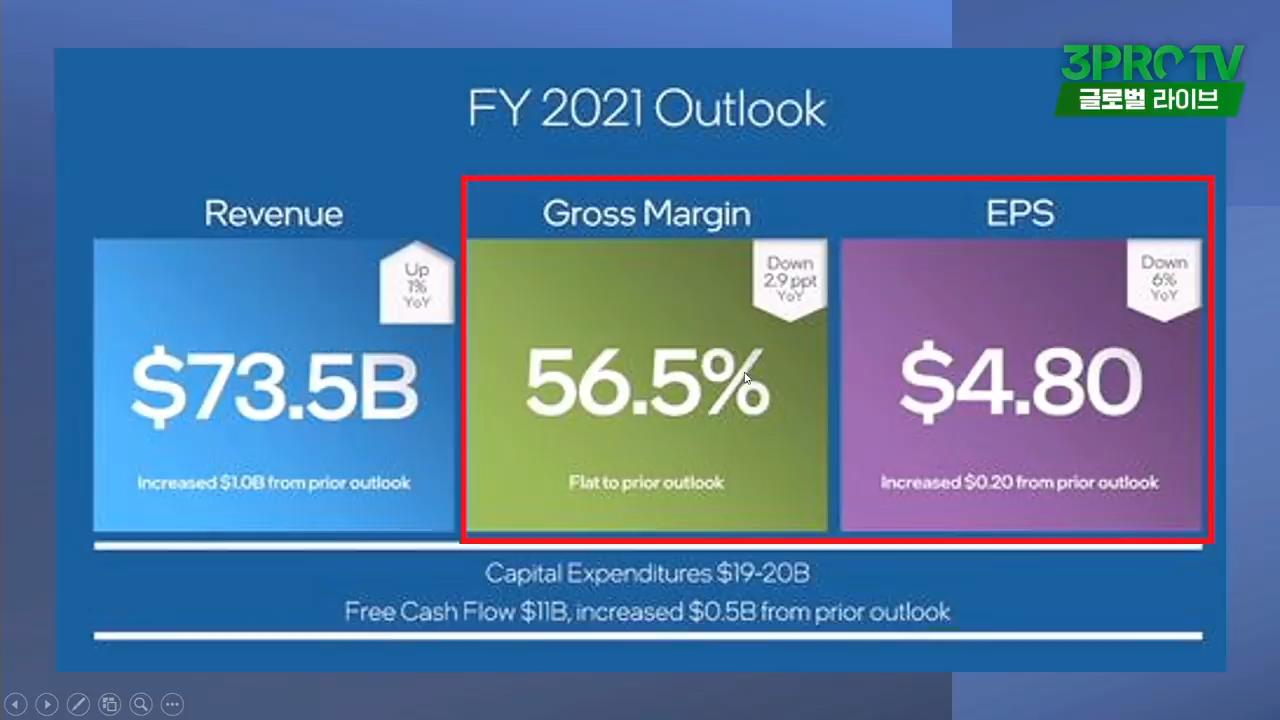 3PRO TV
글로벌 라이브
FY 2021 Outlook
Revenue
Up
1%
YoY
$73.5B
Increased $1.0B from prior outlook
Gross Margin
Down
2.9 ppt
YoY
56.5%
Flat to prior outlook
EPS
Down
6%
YoY
$4.80
Increased $0.20 from prior outlook
Capital Expenditures $19-20B
Free Cash Flow $11B, increased $0.5B from prior outlook